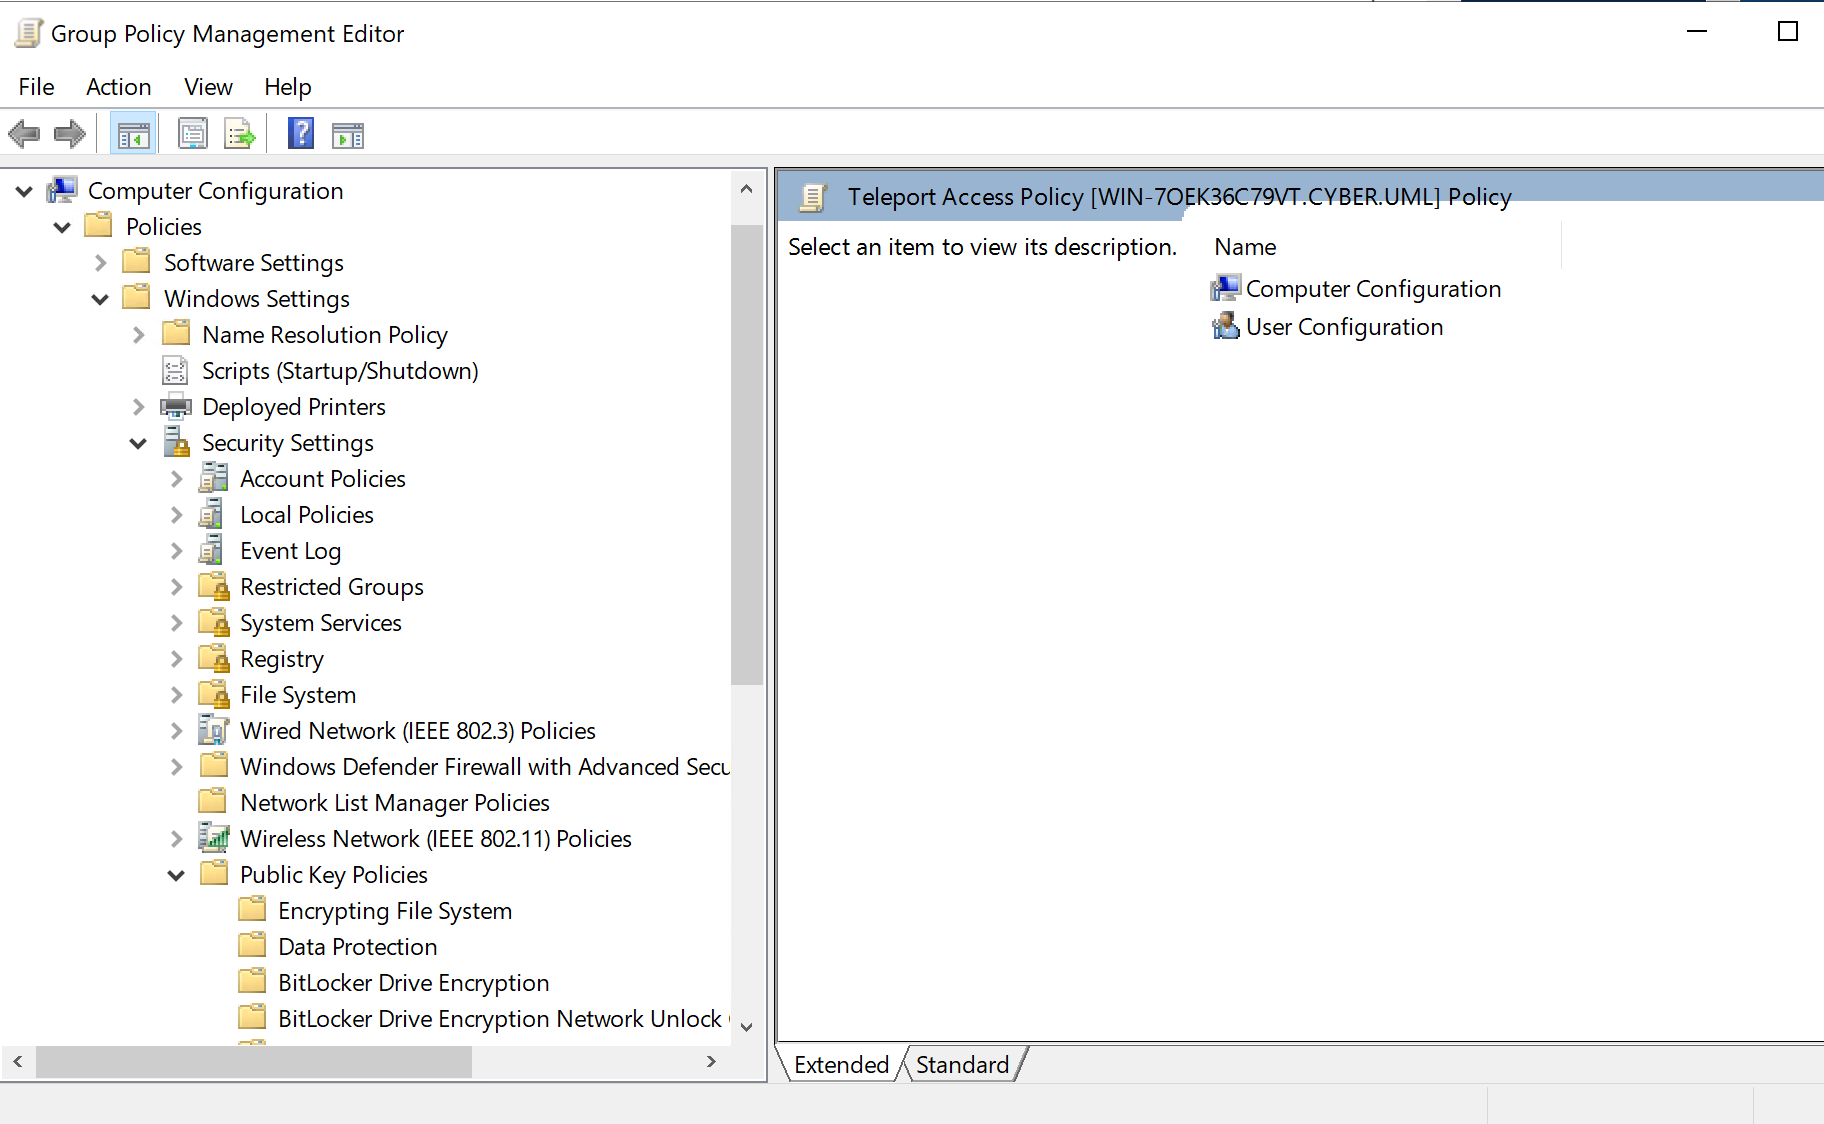 Group Policy Management Editor
File Action View Help
Computer Configuration
Policies
Software Settings
Windows Settings
Name Resolution Policy
Scripts (Startup/Shutdown)
Deployed Printers
Security Settings
Account Policies
Local Policies
Event Log
Restricted Groups
System Services
Registry
File System
Wired Network (IEEE 802.3) Policies
Windows Defender Firewall with Advanced Secu
Network List Manager Policies
Wireless Network (IEEE 802.11) Policies
Public Key Policies
Encrypting File System
Data Protection
BitLocker Drive Encryption
BitLocker Drive Encryption Network Unlock
Teleport Access Policy [WIN-7OEK36C79VT.CYBER.UML] Policy
Select an item to view its description.
Name
Computer Configuration
User Configuration
Extended Standard